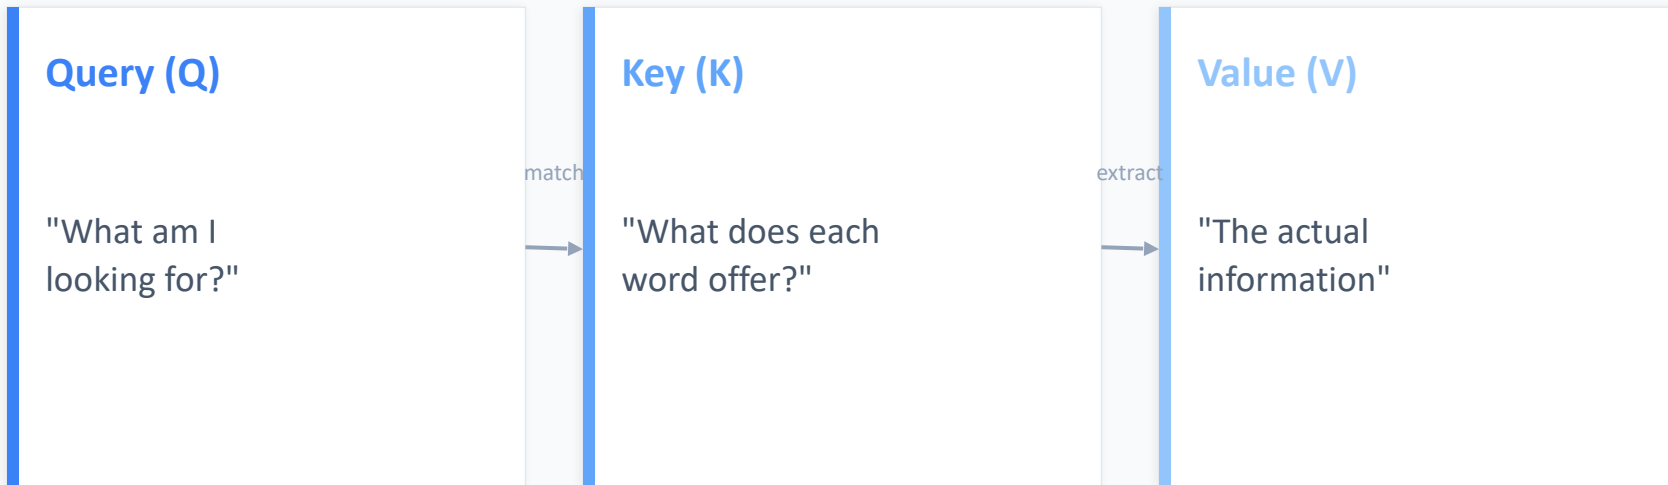 Query (Q)
"What am I
looking for?"
match
Key (K)
"What does each
word offer?"
extract
Value (V)
"The actual
information"